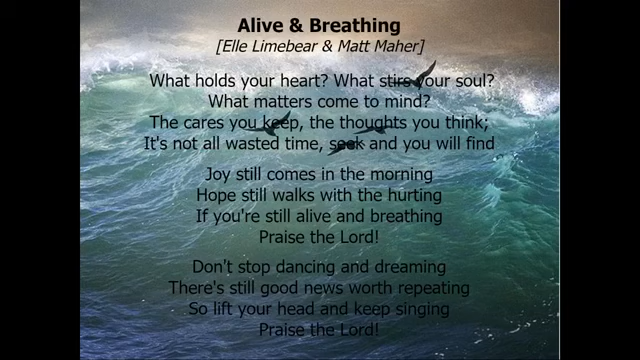 Alive & Breathing
[Elle Limebear & Matt Maher]
What holds your heart? What stirs your soul?
What matters come to mind?
The cares you keep, the thoughts you think;
It's not all wasted time, seek and you will find
Joy still comes in the morning
Hope still walks with the hurting
If you're still alive and breathing
Praise the Lord!
Don't stop dancing and dreaming
There's still good news worth repeating
So lift your head and keep singing
Praise the Lord!